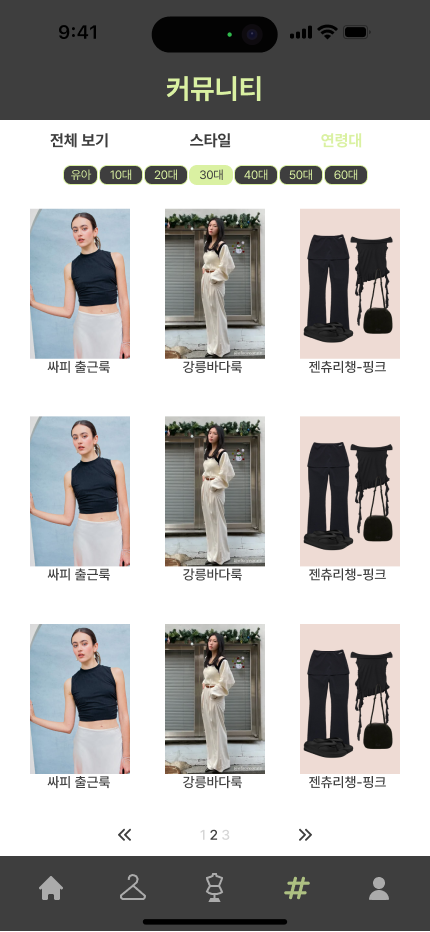 9:41
커뮤니티
전체 보기 스타일 연령대
유아 10대 20대 30대 40대 50대 60대
싸피 출근룩 강릉바다룩 젠츄리챙-핑크
싸피 출근룩 강릉바다룩 젠츄리챙-핑크
싸피 출근룩 강릉바다룩 젠츄리챙-핑크
1 2 3